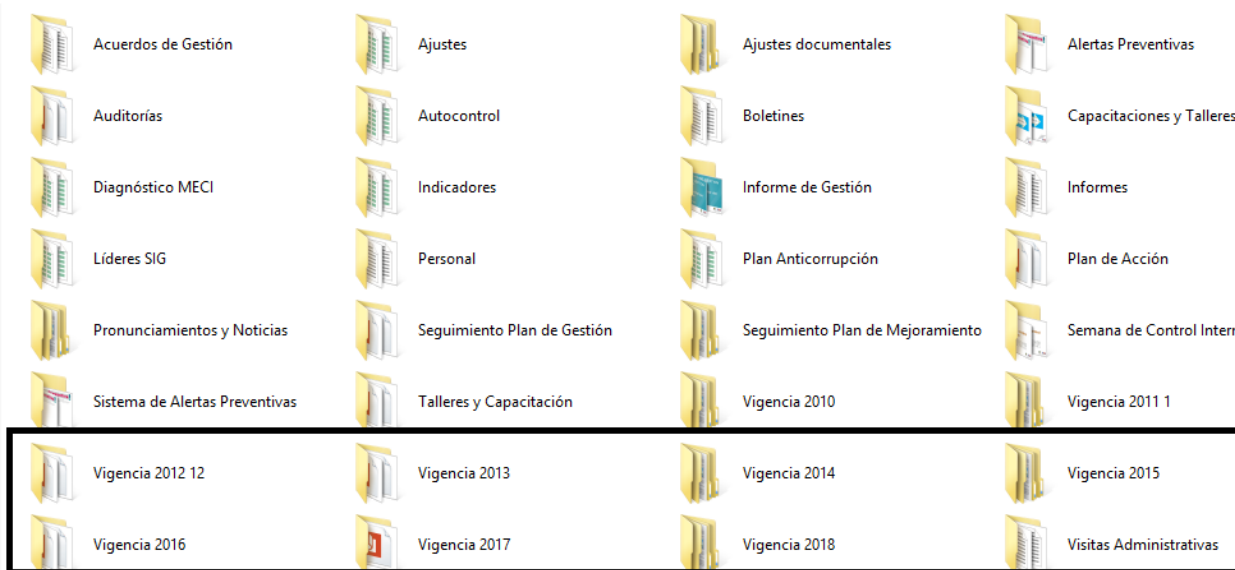 Acuerdos de Gestión
Ajustes
Ajustes documentales
Alertas Preventivas
Auditorías
Autocontrol
Boletines
Capacitaciones y Talleres
Diagnóstico MECI
Indicadores
Informe de Gestión
Informes
Líderes SIG
Personal
Plan Anticorrupción
Plan de Acción
Pronunciamientos y Noticias
Seguimiento Plan de Gestión
Seguimiento Plan de Mejoramiento
Semana de Control Inter
Sistema de Alertas Preventivas
Talleres y Capacitación
Vigencia 2010
Vigencia 2011 1
Vigencia 2012 12
Vigencia 2013
Vigencia 2014
Vigencia 2015
Vigencia 2016
Vigencia 2017
Vigencia 2018
Visitas Administrativas